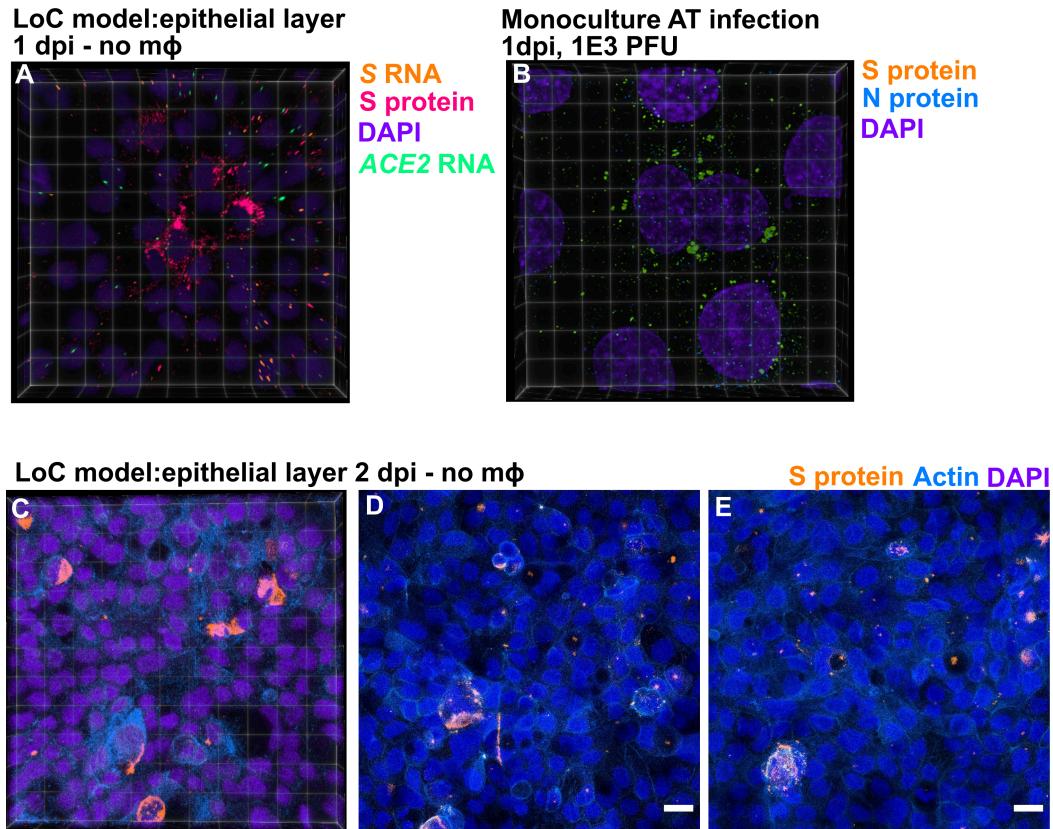 LoC model:epithelial layer
1 dpi - no mϕ
A
S RNA
S protein
DAPI
ACE2 RNA
Monoculture AT infection
1dpi, 1E3 PFU
B
S protein
N protein
DAPI
LoC model:epithelial layer 2 dpi - no mϕ
S protein Actin DAPI
C
D
E